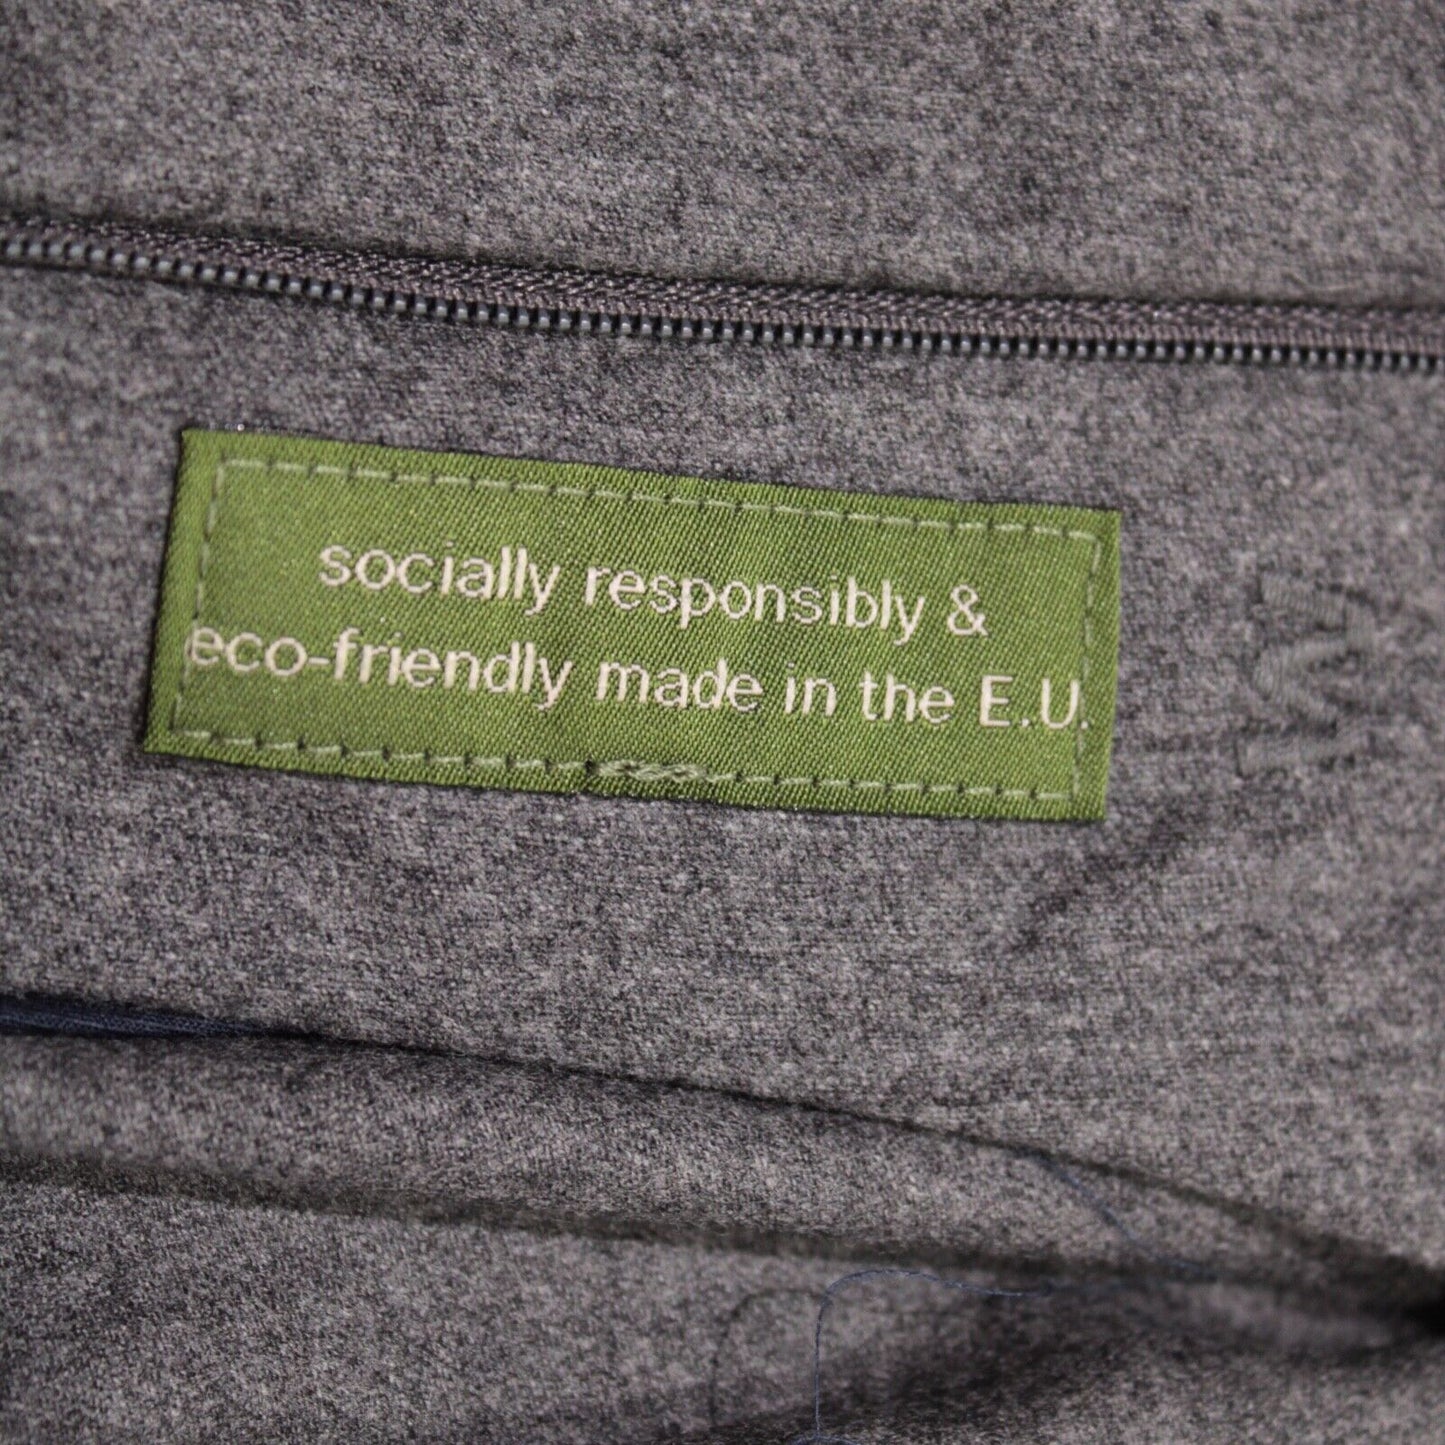 socially responsibly &
eco-friendly made in the E.U.